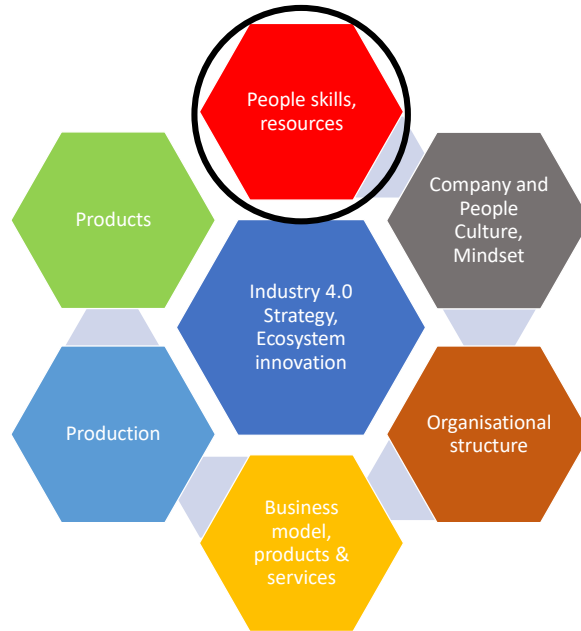 People skills,
resources
Company and
People
Culture,
Mindset
Products
Industry 4.0
Strategy,
Ecosystem
innovation
Organisational
structure
Production
Business
model,
products &
services